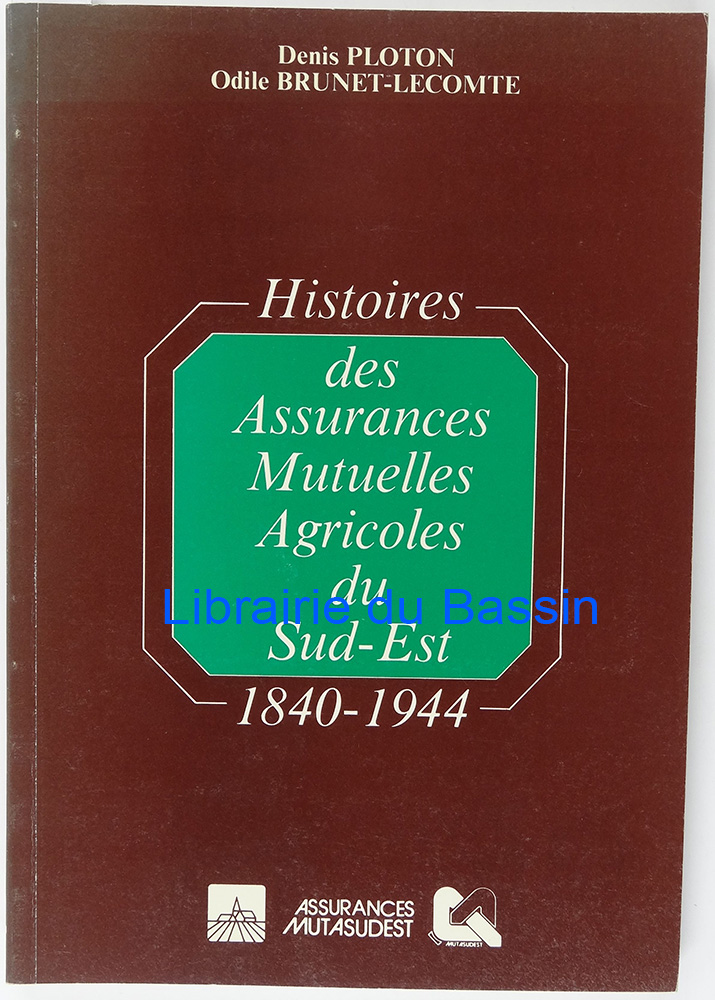 Denis PLOTON
Odile BRUNET-LECOMTE
Histoires
des
Assurances
Mutuelles
Agricoles
du
Librairie du Bassin
Sud-Est
1840-1944
ASSURANCES
MUTASUDEST
MUTASUDEST